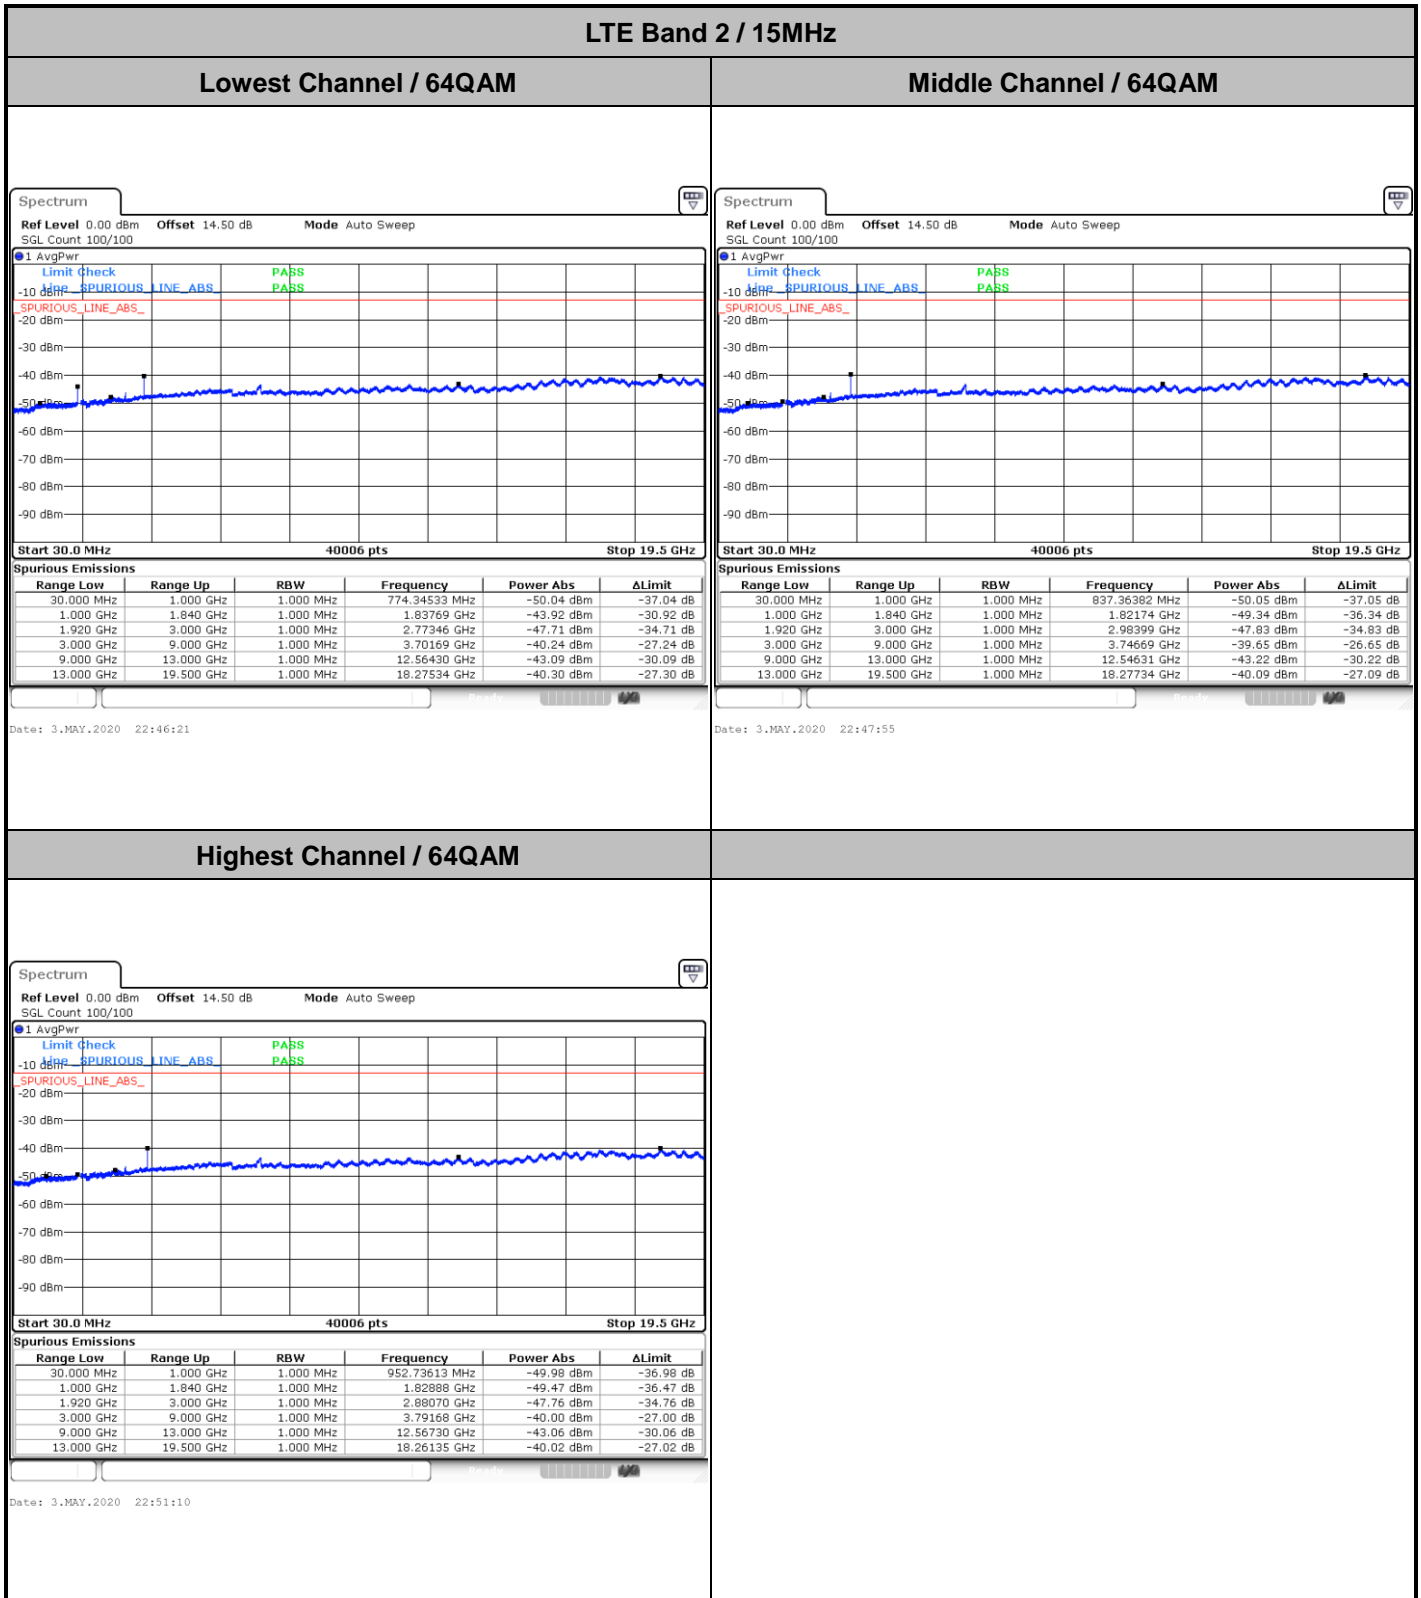 LTE Band 2 / 15MHz
Lowest Channel / 64QAM
Middle Channel / 64QAM
Spectrum
Ref Level 0.00 dBm Offset 14.50 dB Mode Auto Sweep
SGL Count 100/100
1 AvgPwr
Limit Check PASS
Line _SPURIOUS_LINE_ABS_ PASS
-10 dBm
_SPURIOUS_LINE_ABS_
-20 dBm
-30 dBm
-40 dBm
-50 dBm
-60 dBm
-70 dBm
-80 dBm
-90 dBm
Start 30.0 MHz 40006 pts Stop 19.5 GHz
Spurious Emissions
Range Low Range Up RBW Frequency Power Abs ΔLimit
30.000 MHz 1.000 GHz 1.000 MHz 774.34533 MHz -50.04 dBm -37.04 dB
1.000 GHz 1.840 GHz 1.000 MHz 1.83769 GHz -43.92 dBm -30.92 dB
1.920 GHz 3.000 GHz 1.000 MHz 2.77346 GHz -47.71 dBm -34.71 dB
3.000 GHz 9.000 GHz 1.000 MHz 3.70169 GHz -40.24 dBm -27.24 dB
9.000 GHz 13.000 GHz 1.000 MHz 12.56430 GHz -43.09 dBm -30.09 dB
13.000 GHz 19.500 GHz 1.000 MHz 18.27534 GHz -40.30 dBm -27.30 dB
Ready
Date: 3.MAY.2020 22:46:21
Spectrum
Ref Level 0.00 dBm Offset 14.50 dB Mode Auto Sweep
SGL Count 100/100
1 AvgPwr
Limit Check PASS
Line _SPURIOUS_LINE_ABS_ PASS
-10 dBm
_SPURIOUS_LINE_ABS_
-20 dBm
-30 dBm
-40 dBm
-50 dBm
-60 dBm
-70 dBm
-80 dBm
-90 dBm
Start 30.0 MHz 40006 pts Stop 19.5 GHz
Spurious Emissions
Range Low Range Up RBW Frequency Power Abs ΔLimit
30.000 MHz 1.000 GHz 1.000 MHz 837.36382 MHz -50.05 dBm -37.05 dB
1.000 GHz 1.840 GHz 1.000 MHz 1.82174 GHz -49.34 dBm -36.34 dB
1.920 GHz 3.000 GHz 1.000 MHz 2.98399 GHz -47.83 dBm -34.83 dB
3.000 GHz 9.000 GHz 1.000 MHz 3.74669 GHz -39.65 dBm -26.65 dB
9.000 GHz 13.000 GHz 1.000 MHz 12.54631 GHz -43.22 dBm -30.22 dB
13.000 GHz 19.500 GHz 1.000 MHz 18.27734 GHz -40.09 dBm -27.09 dB
Ready
Date: 3.MAY.2020 22:47:55
Highest Channel / 64QAM
Spectrum
Ref Level 0.00 dBm Offset 14.50 dB Mode Auto Sweep
SGL Count 100/100
1 AvgPwr
Limit Check PASS
Line _SPURIOUS_LINE_ABS_ PASS
-10 dBm
_SPURIOUS_LINE_ABS_
-20 dBm
-30 dBm
-40 dBm
-50 dBm
-60 dBm
-70 dBm
-80 dBm
-90 dBm
Start 30.0 MHz 40006 pts Stop 19.5 GHz
Spurious Emissions
Range Low Range Up RBW Frequency Power Abs ΔLimit
30.000 MHz 1.000 GHz 1.000 MHz 952.73613 MHz -49.98 dBm -36.98 dB
1.000 GHz 1.840 GHz 1.000 MHz 1.82888 GHz -49.47 dBm -36.47 dB
1.920 GHz 3.000 GHz 1.000 MHz 2.88070 GHz -47.76 dBm -34.76 dB
3.000 GHz 9.000 GHz 1.000 MHz 3.79168 GHz -40.00 dBm -27.00 dB
9.000 GHz 13.000 GHz 1.000 MHz 12.56730 GHz -43.06 dBm -30.06 dB
13.000 GHz 19.500 GHz 1.000 MHz 18.26135 GHz -40.02 dBm -27.02 dB
Ready
Date: 3.MAY.2020 22:51:10